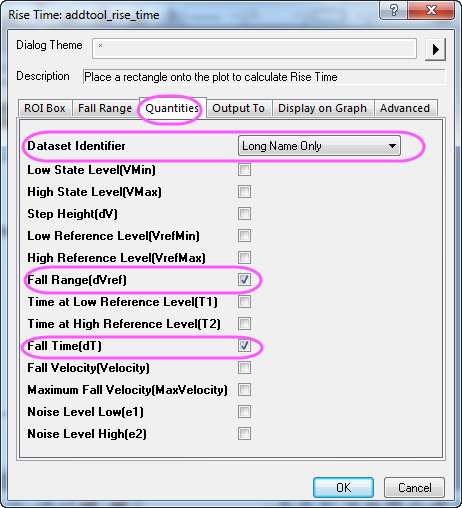 Rise Time: addtool_rise_time
Dialog Theme *
Description Place a rectangle onto the plot to calculate Rise Time
ROI Box Fall Range Quantities Output To Display on Graph Advanced
Dataset Identifier Long Name Only
Low State Level(VMin)
High State Level(VMax)
Step Height(dV)
Low Reference Level(VrefMin)
High Reference Level(VrefMax)
Fall Range(dVref)
Time at Low Reference Level(T1)
Time at High Reference Level(T2)
Fall Time(dT)
Fall Velocity(Velocity)
Maximum Fall Velocity(MaxVelocity)
Noise Level Low(e1)
Noise Level High(e2)
OK Cancel